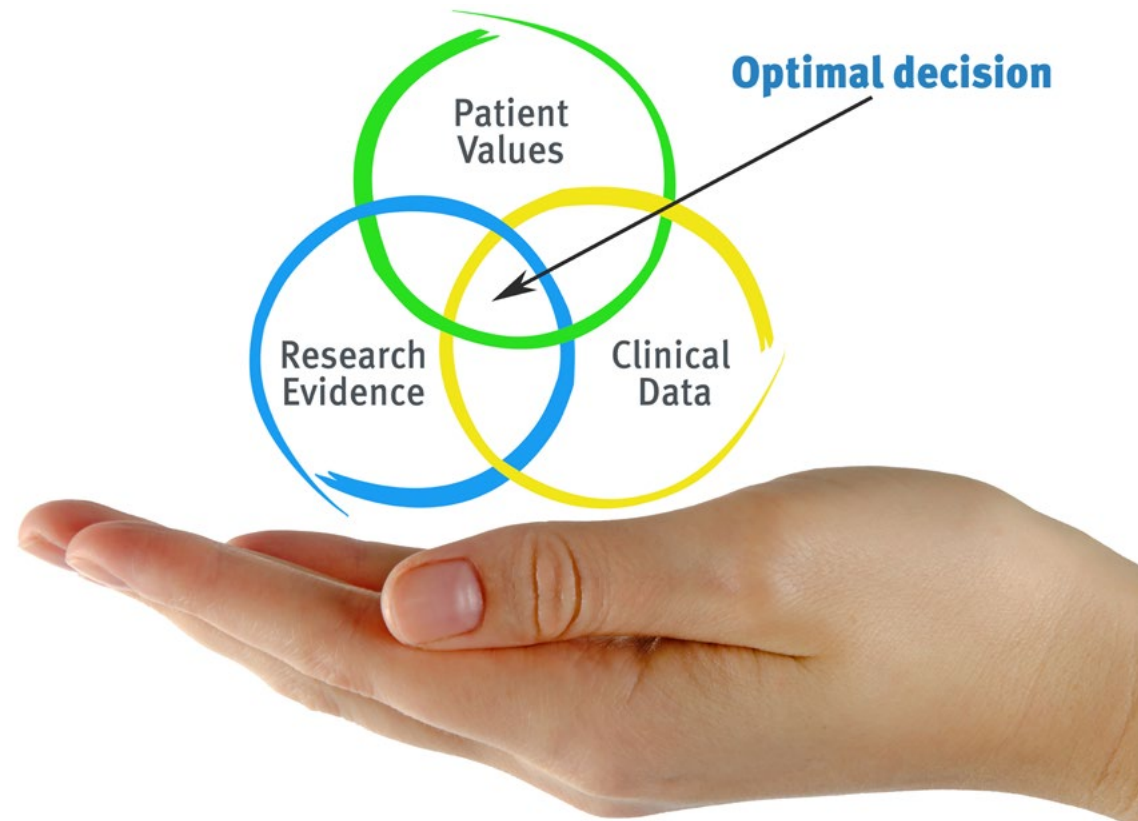 Optimal decision
Patient
Values
Research
Evidence
Clinical
Data